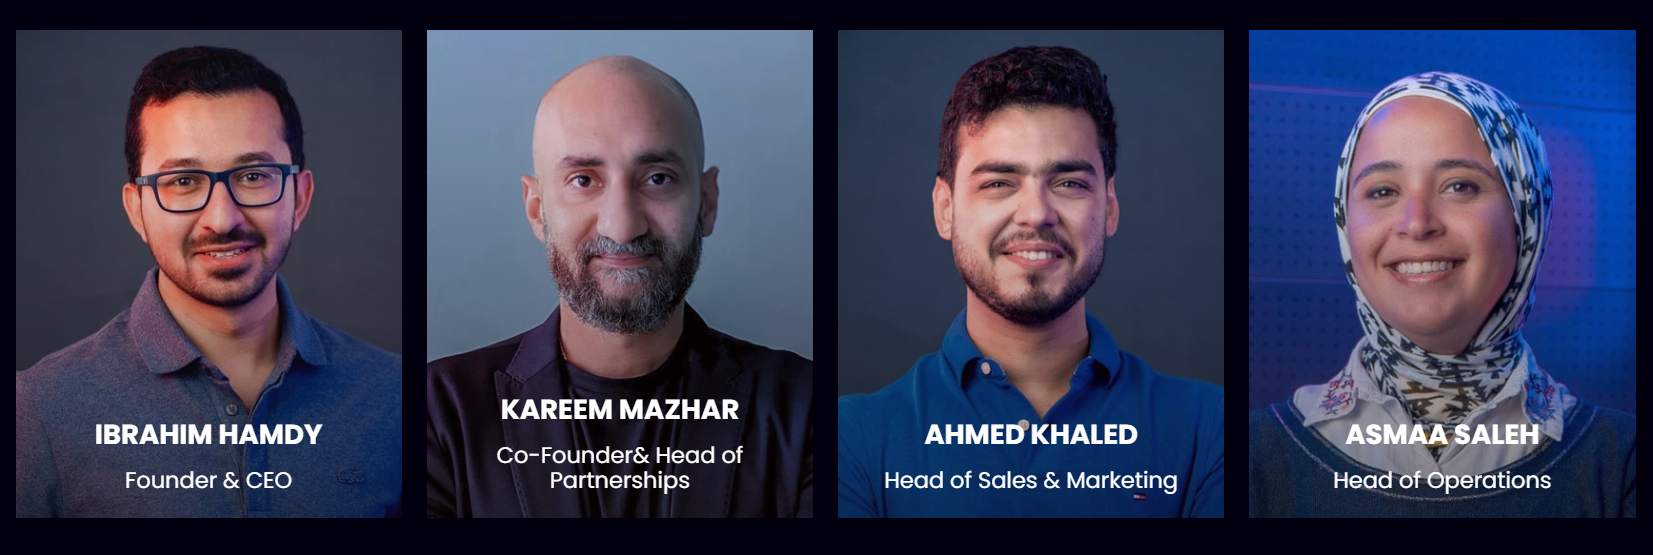 IBRAHIM HAMDY
Founder & CEO
KAREEM MAZHAR
Co-Founder& Head of
Partnerships
AHMED KHALED
Head of Sales & Marketing
ASMAA SALEH
Head of Operations